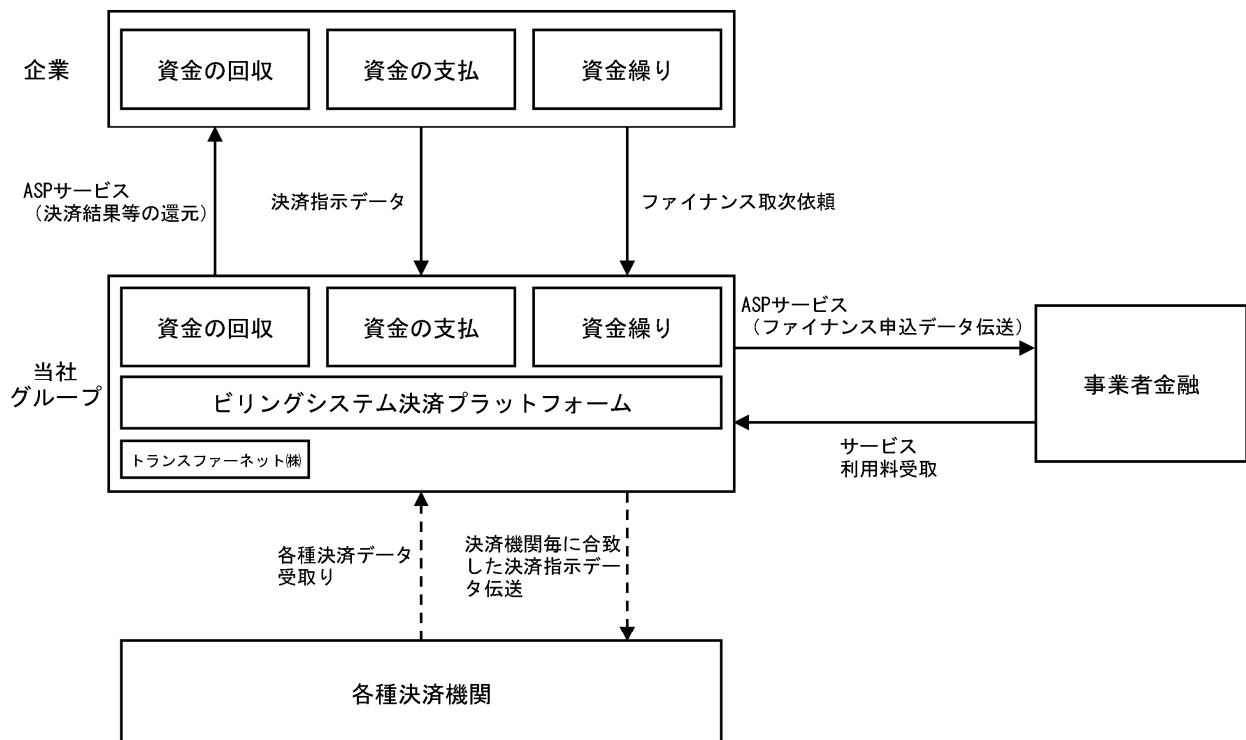 企業
資金の回収
資金の支払
資金繰り
ASPサービス
（決済結果等の還元）
決済指示データ
ファイナンス取次依頼
当社
グループ
資金の回収
資金の支払
資金繰り
ビリングシステム決済プラットフォーム
トランスファーネット㈱
ASPサービス
（ファイナンス申込データ伝送）
事業者金融
サービス
利用料受取
各種決済データ
受取り
決済機関毎に合致
した決済指示デー
タ伝送
各種決済機関